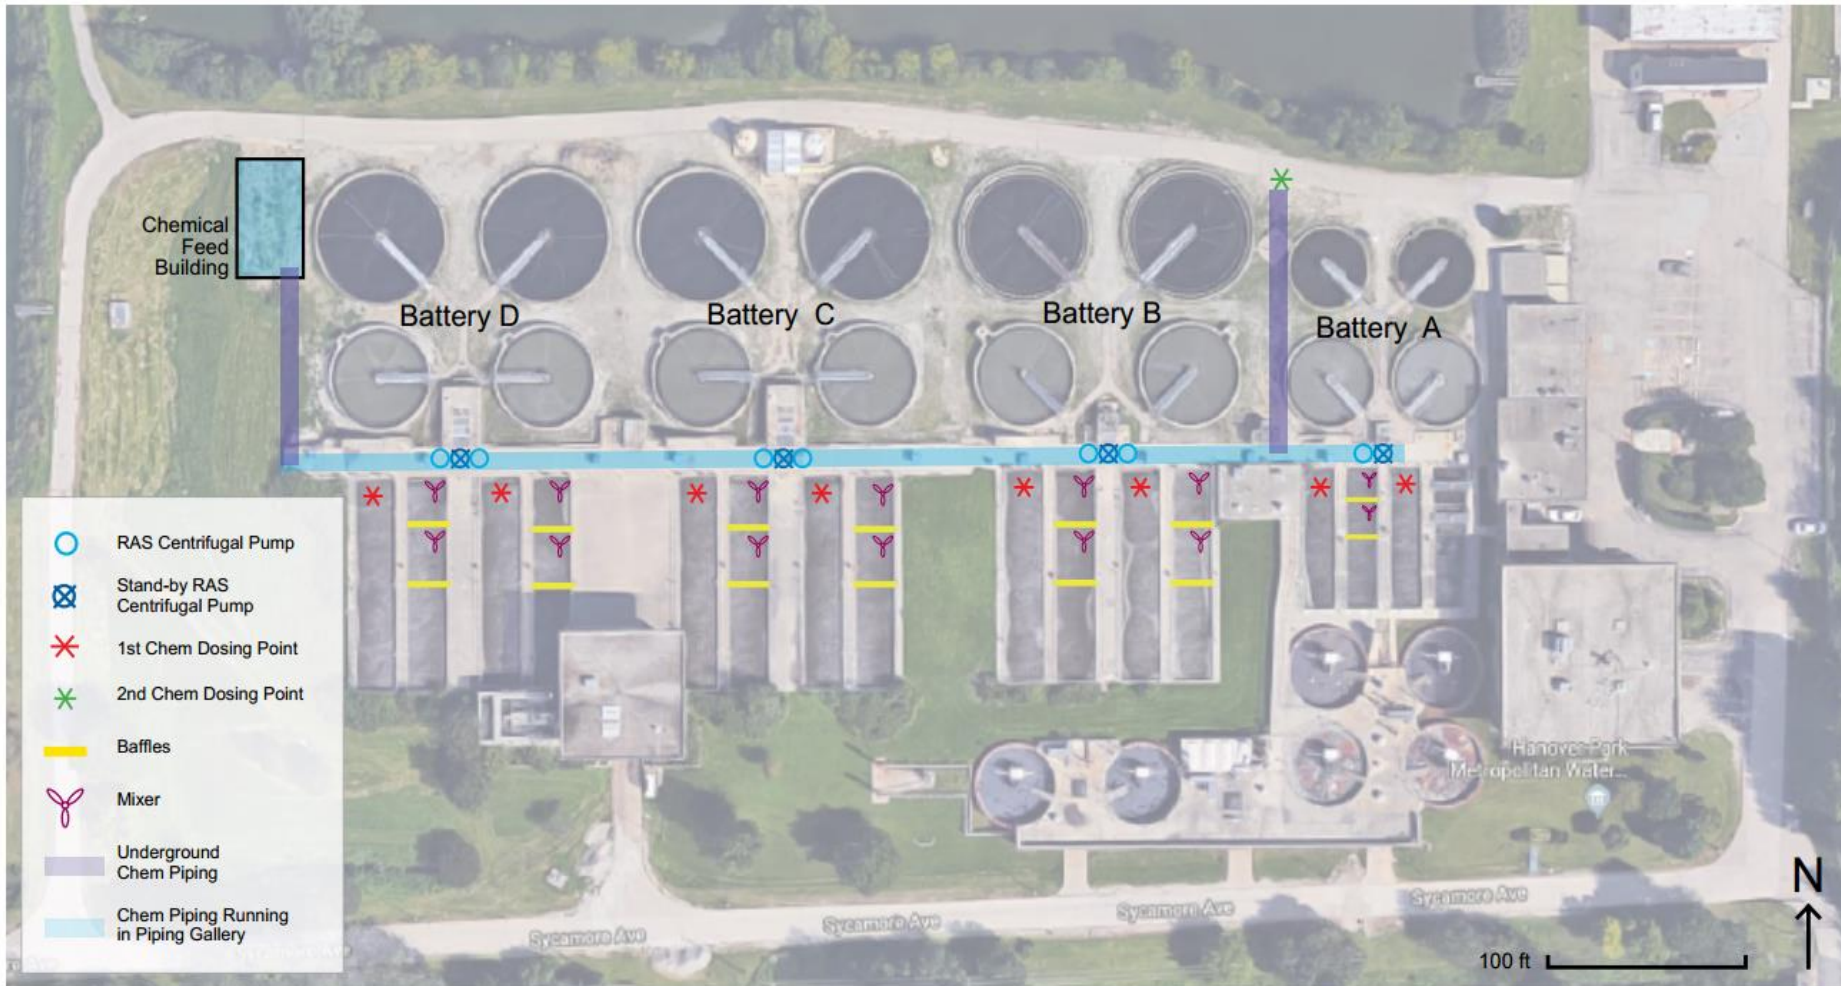 Chemical
Feed
Building
Battery D
Battery  C
Battery B
Battery  A
RAS Centrifugal Pump
Stand-by RAS
Centrifugal Pump
1st Chem Dosing Point
2nd Chem Dosing Point
Baffles
Mixer
Underground
Chem Piping
Chem Piping Running
in Piping Gallery
Hanover Park
Metropolitan Water...
Sycamore Ave
Sycamore Ave
Sycamore Ave
Sycamore Ave
N
100 ft